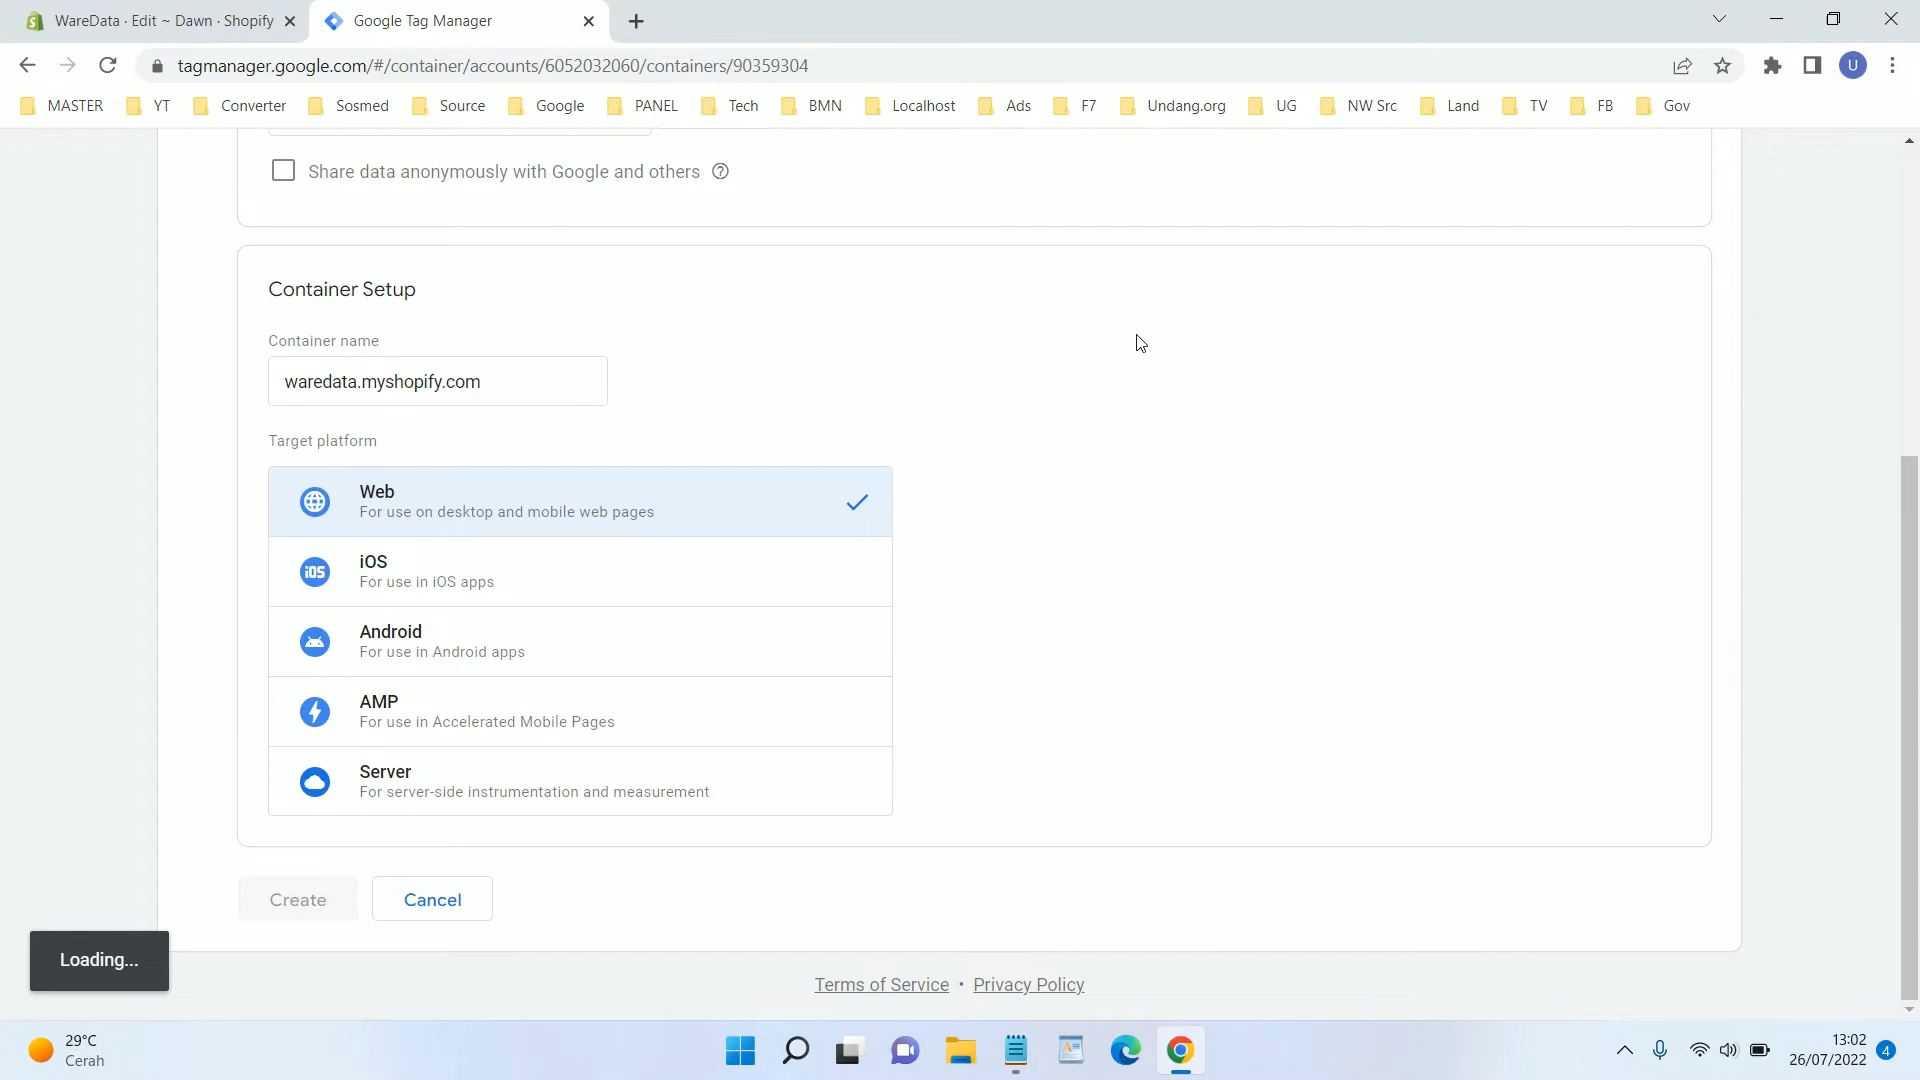 WareData · Edit ~ Dawn · Shopify
Google Tag Manager
tagmanager.google.com/#/container/accounts/6052032060/containers/90359304
U
MASTER
YT
Converter
Sosmed
Source
Google
PANEL
Tech
BMN
Localhost
Ads
F7
Undang.org
UG
NW Src
Land
TV
FB
Gov
Share data anonymously with Google and others
Container Setup
Container name
waredata.myshopify.com
Target platform
Web
For use on desktop and mobile web pages
iOS
iOS
For use in iOS apps
Android
For use in Android apps
AMP
For use in Accelerated Mobile Pages
Server
For server-side instrumentation and measurement
Create
Cancel
Loading...
Terms of Service • Privacy Policy
29°C
Cerah
13:02
26/07/2022
4